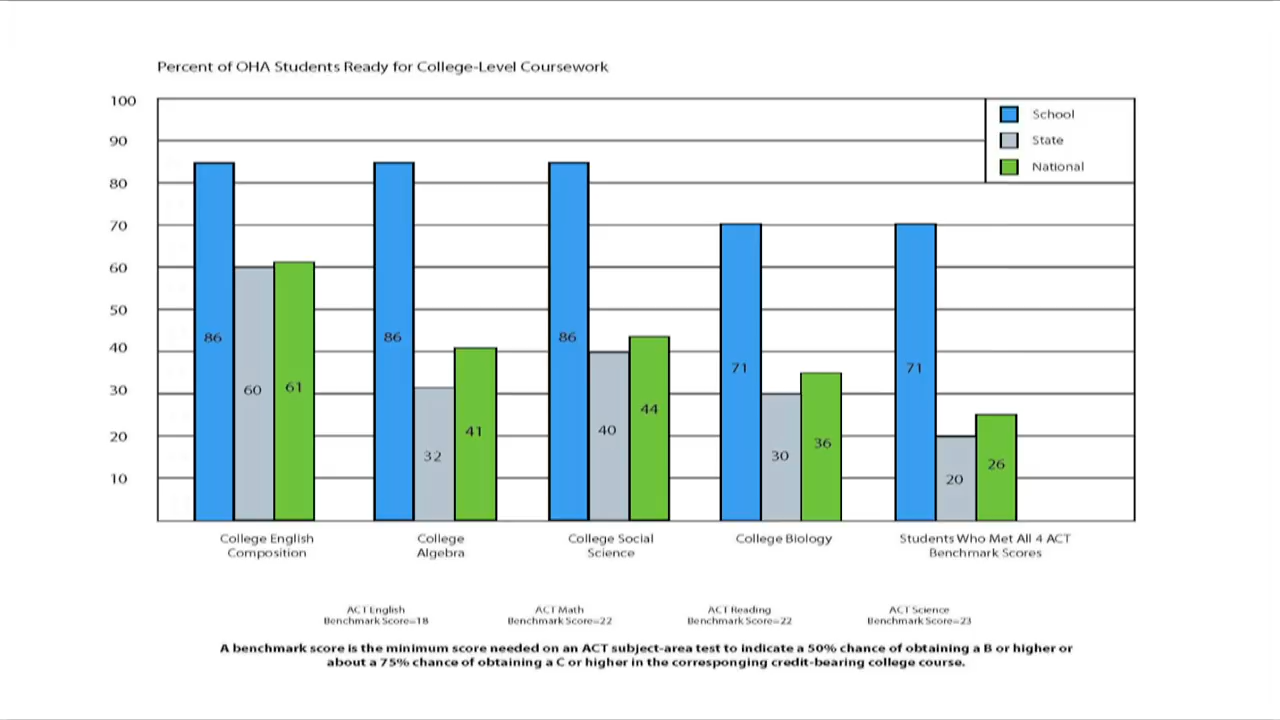 Percent of OHA Students Ready for College-Level Coursework
100
90
80
70
60
50
40
30
20
10
School
State
National
86
60
61
86
32
41
86
40
44
71
30
36
71
20
26
College English
Composition
College
Algebra
College Social
Science
College Biology
Students Who Met All 4 ACT
Benchmark Scores
ACT English
Benchmark Score=18
ACT Math
Benchmark Score=22
ACT Reading
Benchmark Score=22
ACT Science
Benchmark Score=23
A benchmark score is the minimum score needed on an ACT subject-area test to indicate a 50% chance of obtaining a B or higher or
about a 75% chance of obtaining a C or higher in the corresponging credit-bearing college course.